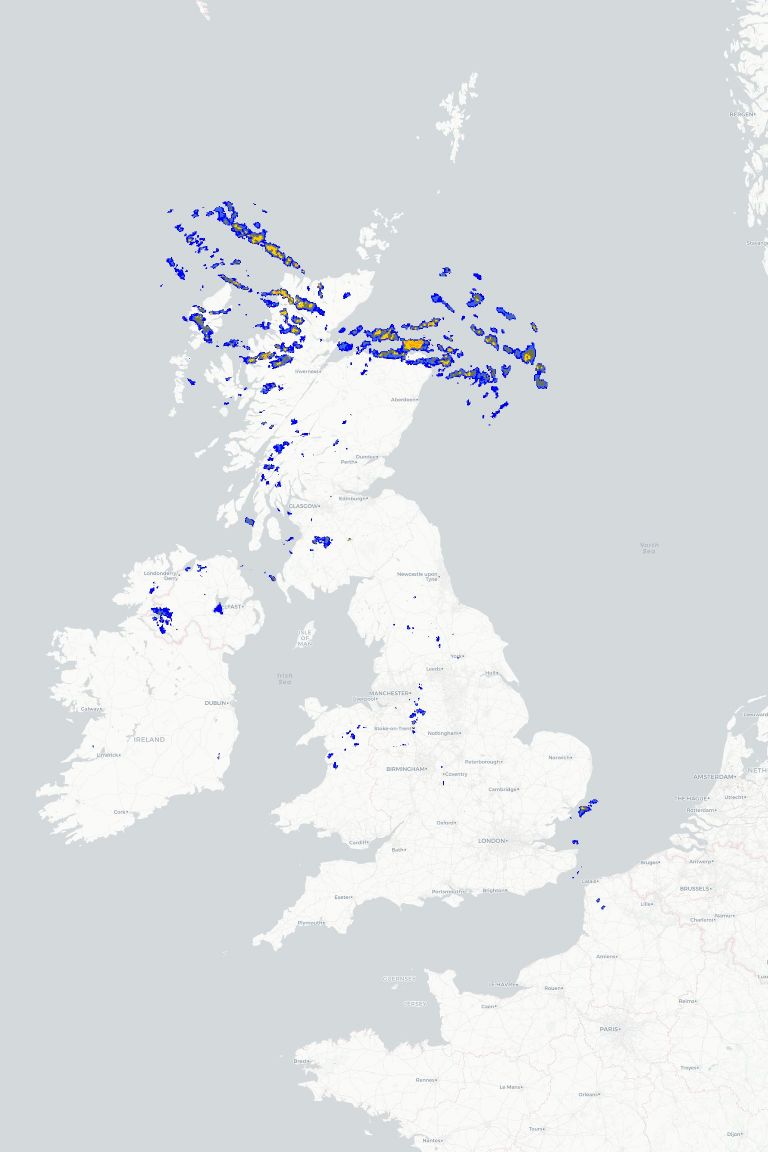 BERGEN
Stavanger
Inverness
Aberdeen
Dundee
Perth
Edinburgh
GLASGOW
North
Sea
Londonderry/
Derry
Newcastle upon
Tyne
ISLE
OF
MAN
York
Leeds
Hull
Irish
Sea
MANCHESTER
Liverpool
Galway
DUBLIN
Stoke-on-Trent
Nottingham
IRELAND
Limerick
Norwich
Peterborough
BIRMINGHAM
Coventry
AMSTERDAM
Cambridge
THE HAGUE
Utrecht
Rotterdam
Cork
Oxford
Cardiff
LONDON
Bath
Bruges
Antwerp
Calais
BRUSSELS
Portsmouth
Brighton
Exeter
Lille
Charleroi
Namur
Plymouth
Amiens
GUERNSEY
LE HAVRE
Rouen
JERSEY
Caen
Reims
PARIS
Brest
Troyes
Rennes
Le Mans
Orléans
Tours
Nantes
Dijon